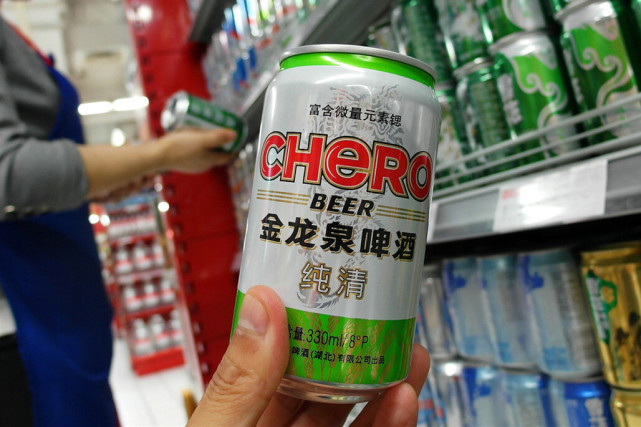 富含微量元素锶
CHERO
BEER
金龙泉啤酒
纯清
量:330ml/8°P
啤酒(湖北)有限公司出品